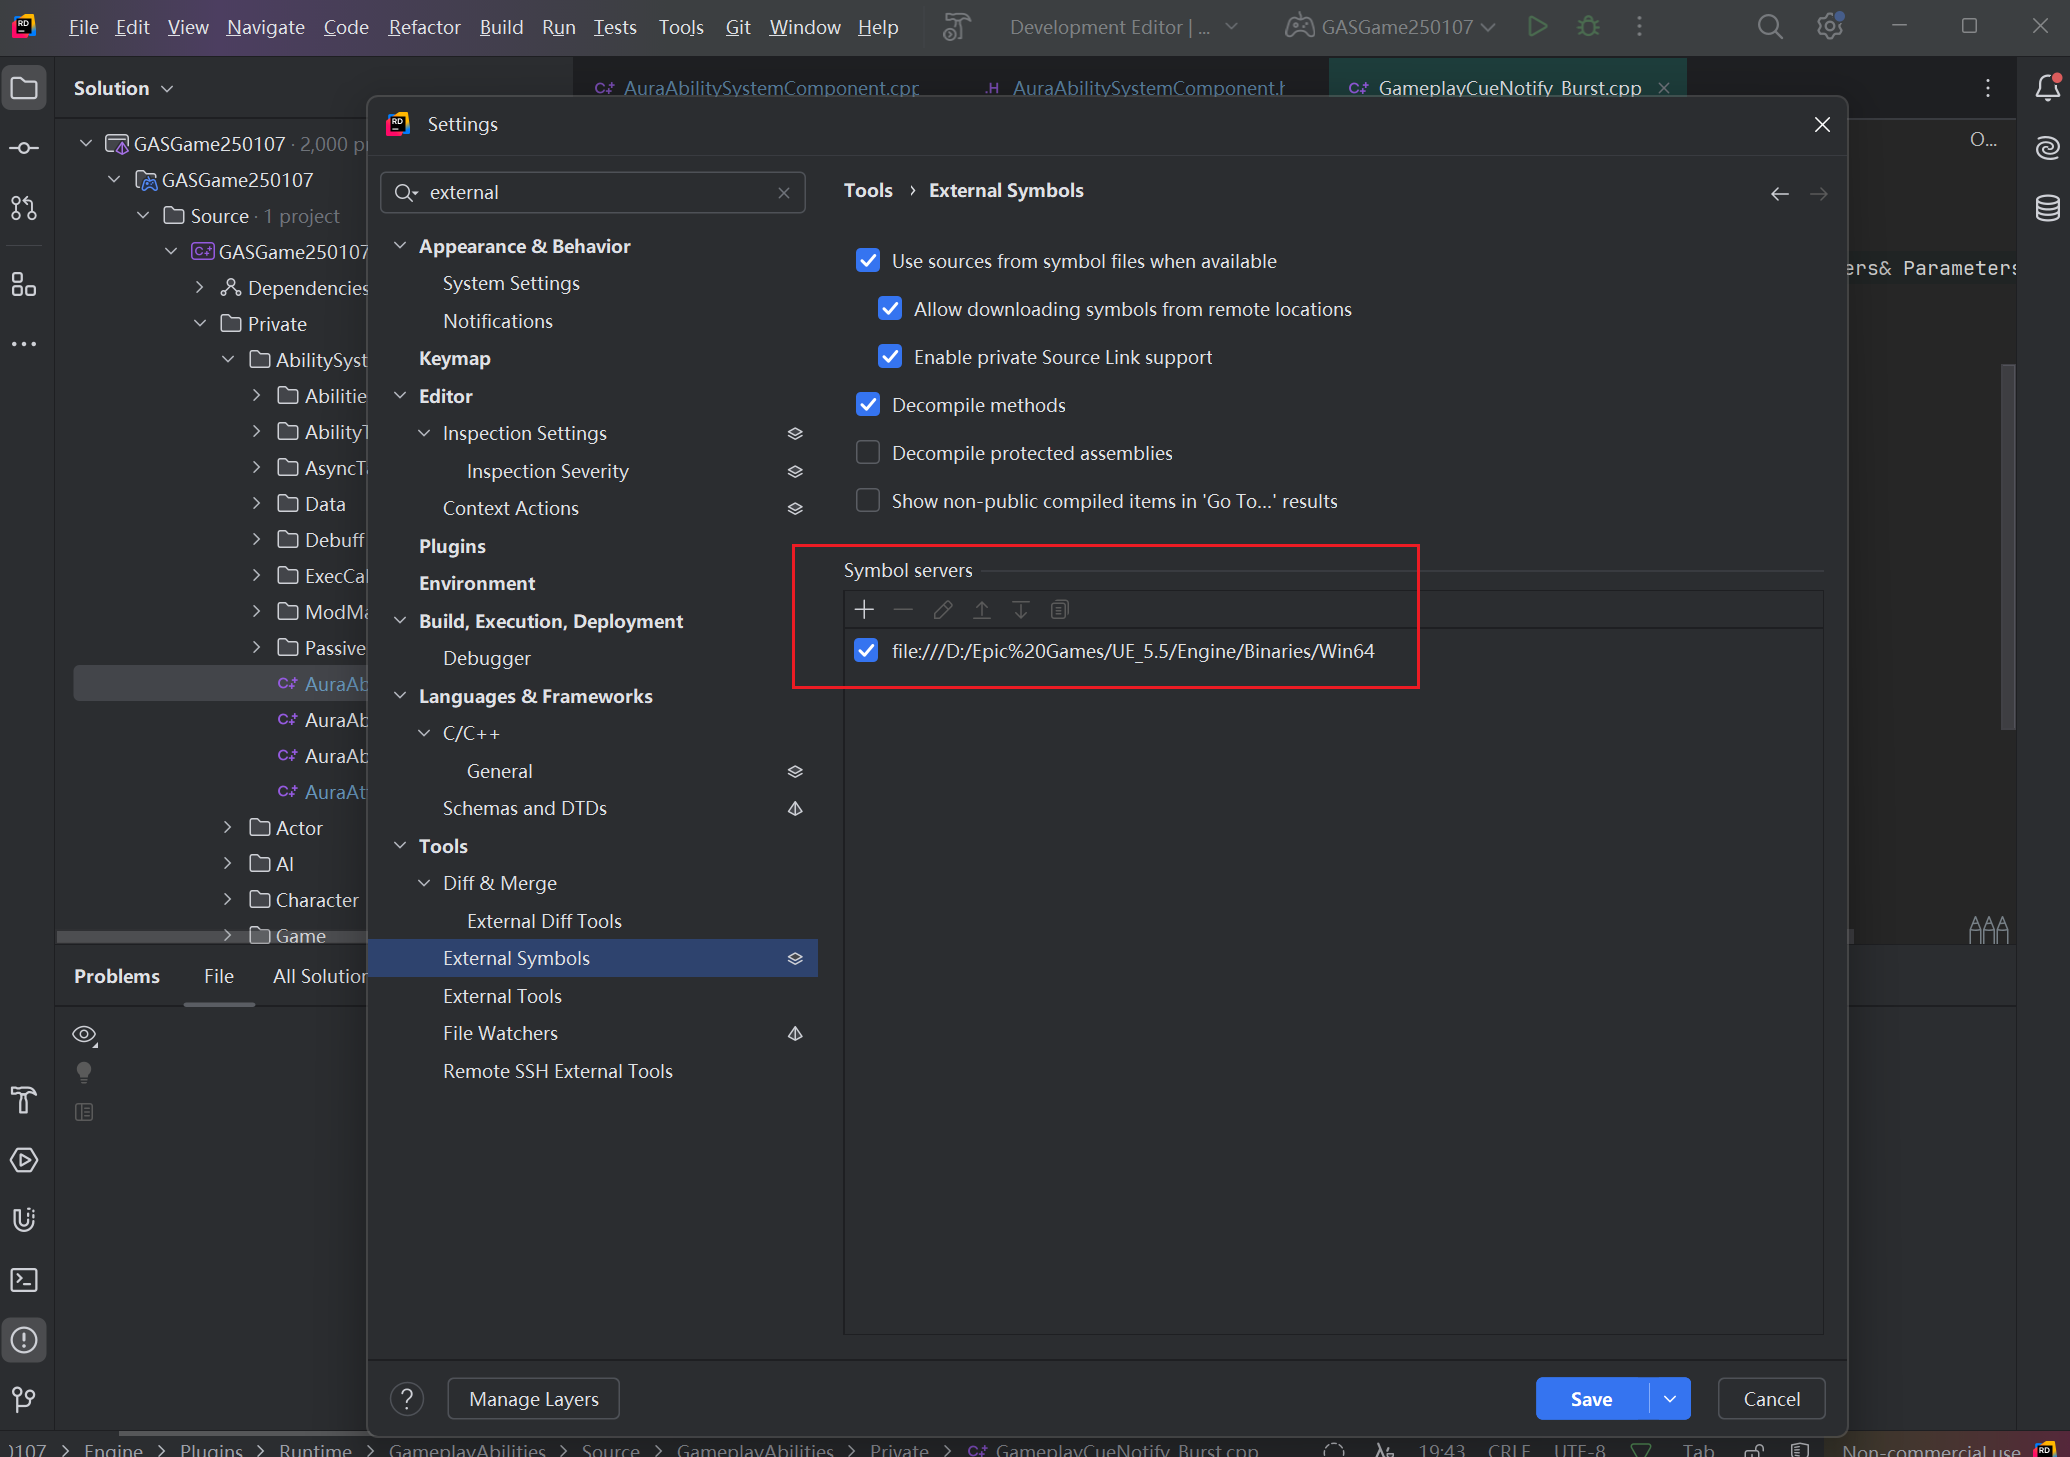 File Edit View Navigate Code Refactor Build Run Tests Tools Git Window Help
Development Editor | ...
GASGame250107
Solution
AuraAbilitySystemComponent.cpp
AuraAbilitySystemComponent.h
GameplayCueNotify_Burst.cpp
GASGame250107 · 2,000 pr
GASGame250107
Source · 1 project
GASGame250107
Dependencies
Private
AbilitySyst
Abilitie
AbilityT
AsyncTa
Data
Debuff
ExecCal
ModMa
Passive
AuraAb
AuraAb
AuraAb
AuraAt
Actor
AI
Character
Game
Problems
File
All Solution
O...
ers& Parameters
Settings
external
Appearance & Behavior
System Settings
Notifications
Keymap
Editor
Inspection Settings
Inspection Severity
Context Actions
Plugins
Environment
Build, Execution, Deployment
Debugger
Languages & Frameworks
C/C++
General
Schemas and DTDs
Tools
Diff & Merge
External Diff Tools
External Symbols
External Tools
File Watchers
Remote SSH External Tools
Tools › External Symbols
Use sources from symbol files when available
Allow downloading symbols from remote locations
Enable private Source Link support
Decompile methods
Decompile protected assemblies
Show non-public compiled items in 'Go To...' results
Symbol servers
file:///D:/Epic%20Games/UE_5.5/Engine/Binaries/Win64
?
Manage Layers
Save
Cancel
0107 > Engine > Plugins > Runtime > GameplayAbilities > Source > GameplayAbilities > Private > GameplayCueNotify_Burst.cpp
19:43 CRLF UTF-8 Tab Non-commercial use